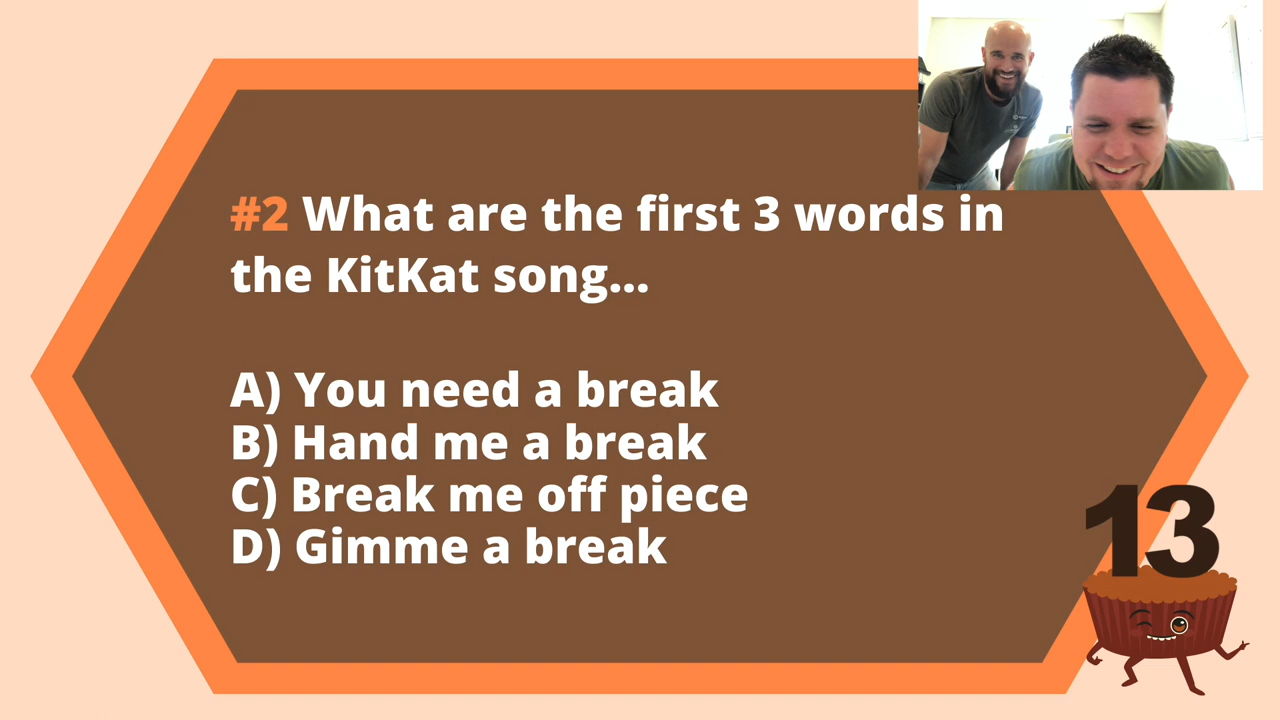 #2 What are the first 3 words in
the KitKat song...
A) You need a break
B) Hand me a break
C) Break me off piece
D) Gimme a break
13